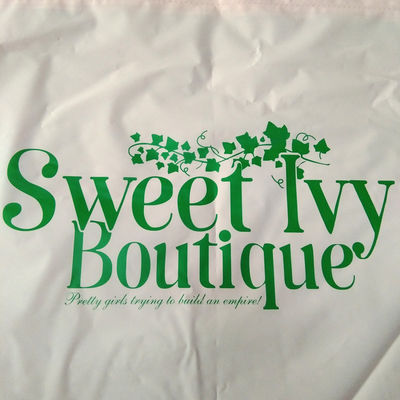 Sweet Ivy
Boutique
Pretty girls trying to build an empire!